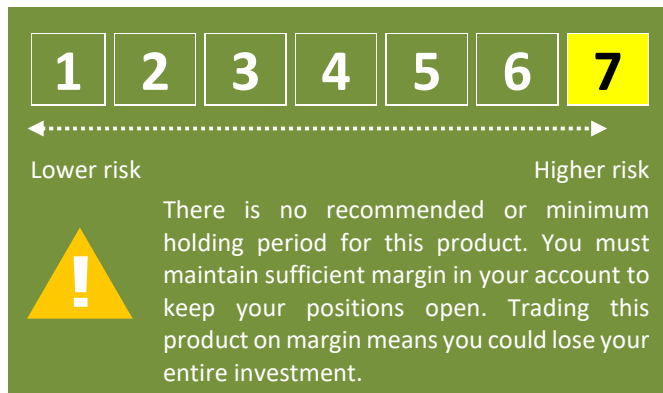 1 2 3 4 5 6 7
Lower risk Higher risk
There is no recommended or minimum
holding period for this product. You must
maintain sufficient margin in your account to
keep your positions open. Trading this
product on margin means you could lose your
entire investment.